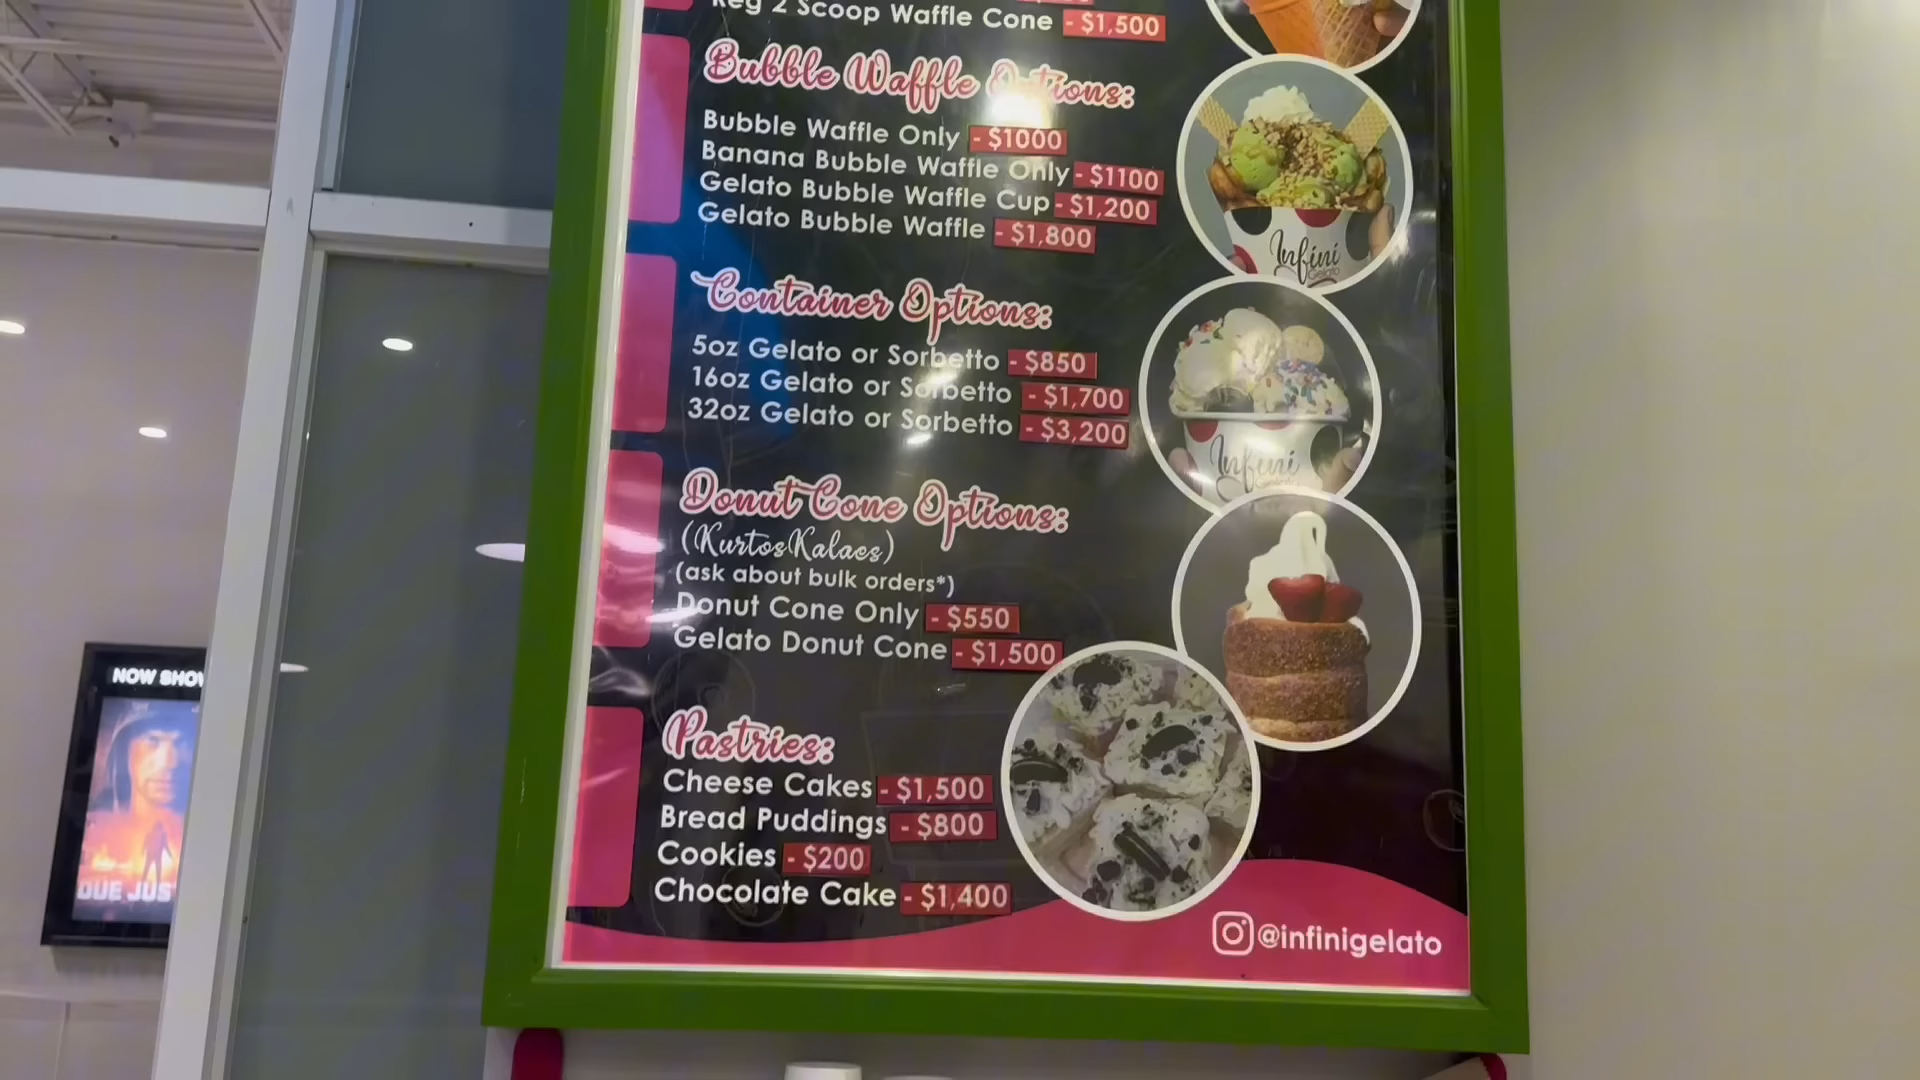 Reg 2 Scoop Waffle Cone - $1,500
Bubble Waffle Options:
Bubble Waffle Only - $1000
Banana Bubble Waffle Only - $1100
Gelato Bubble Waffle Cup - $1,200
Gelato Bubble Waffle - $1,800
Container Options:
5oz Gelato or Sorbetto - $850
16oz Gelato or Sorbetto - $1,700
32oz Gelato or Sorbetto - $3,200
Donut Cone Options:
(KurtosKalacs)
(ask about bulk orders*)
Donut Cone Only - $550
Gelato Donut Cone - $1,500
Pastries:
Cheese Cakes - $1,500
Bread Puddings - $800
Cookies - $200
Chocolate Cake - $1,400
@infinigelato
Infini
Gelato
Infini
Gelato
NOW SHOW
DUE JUS